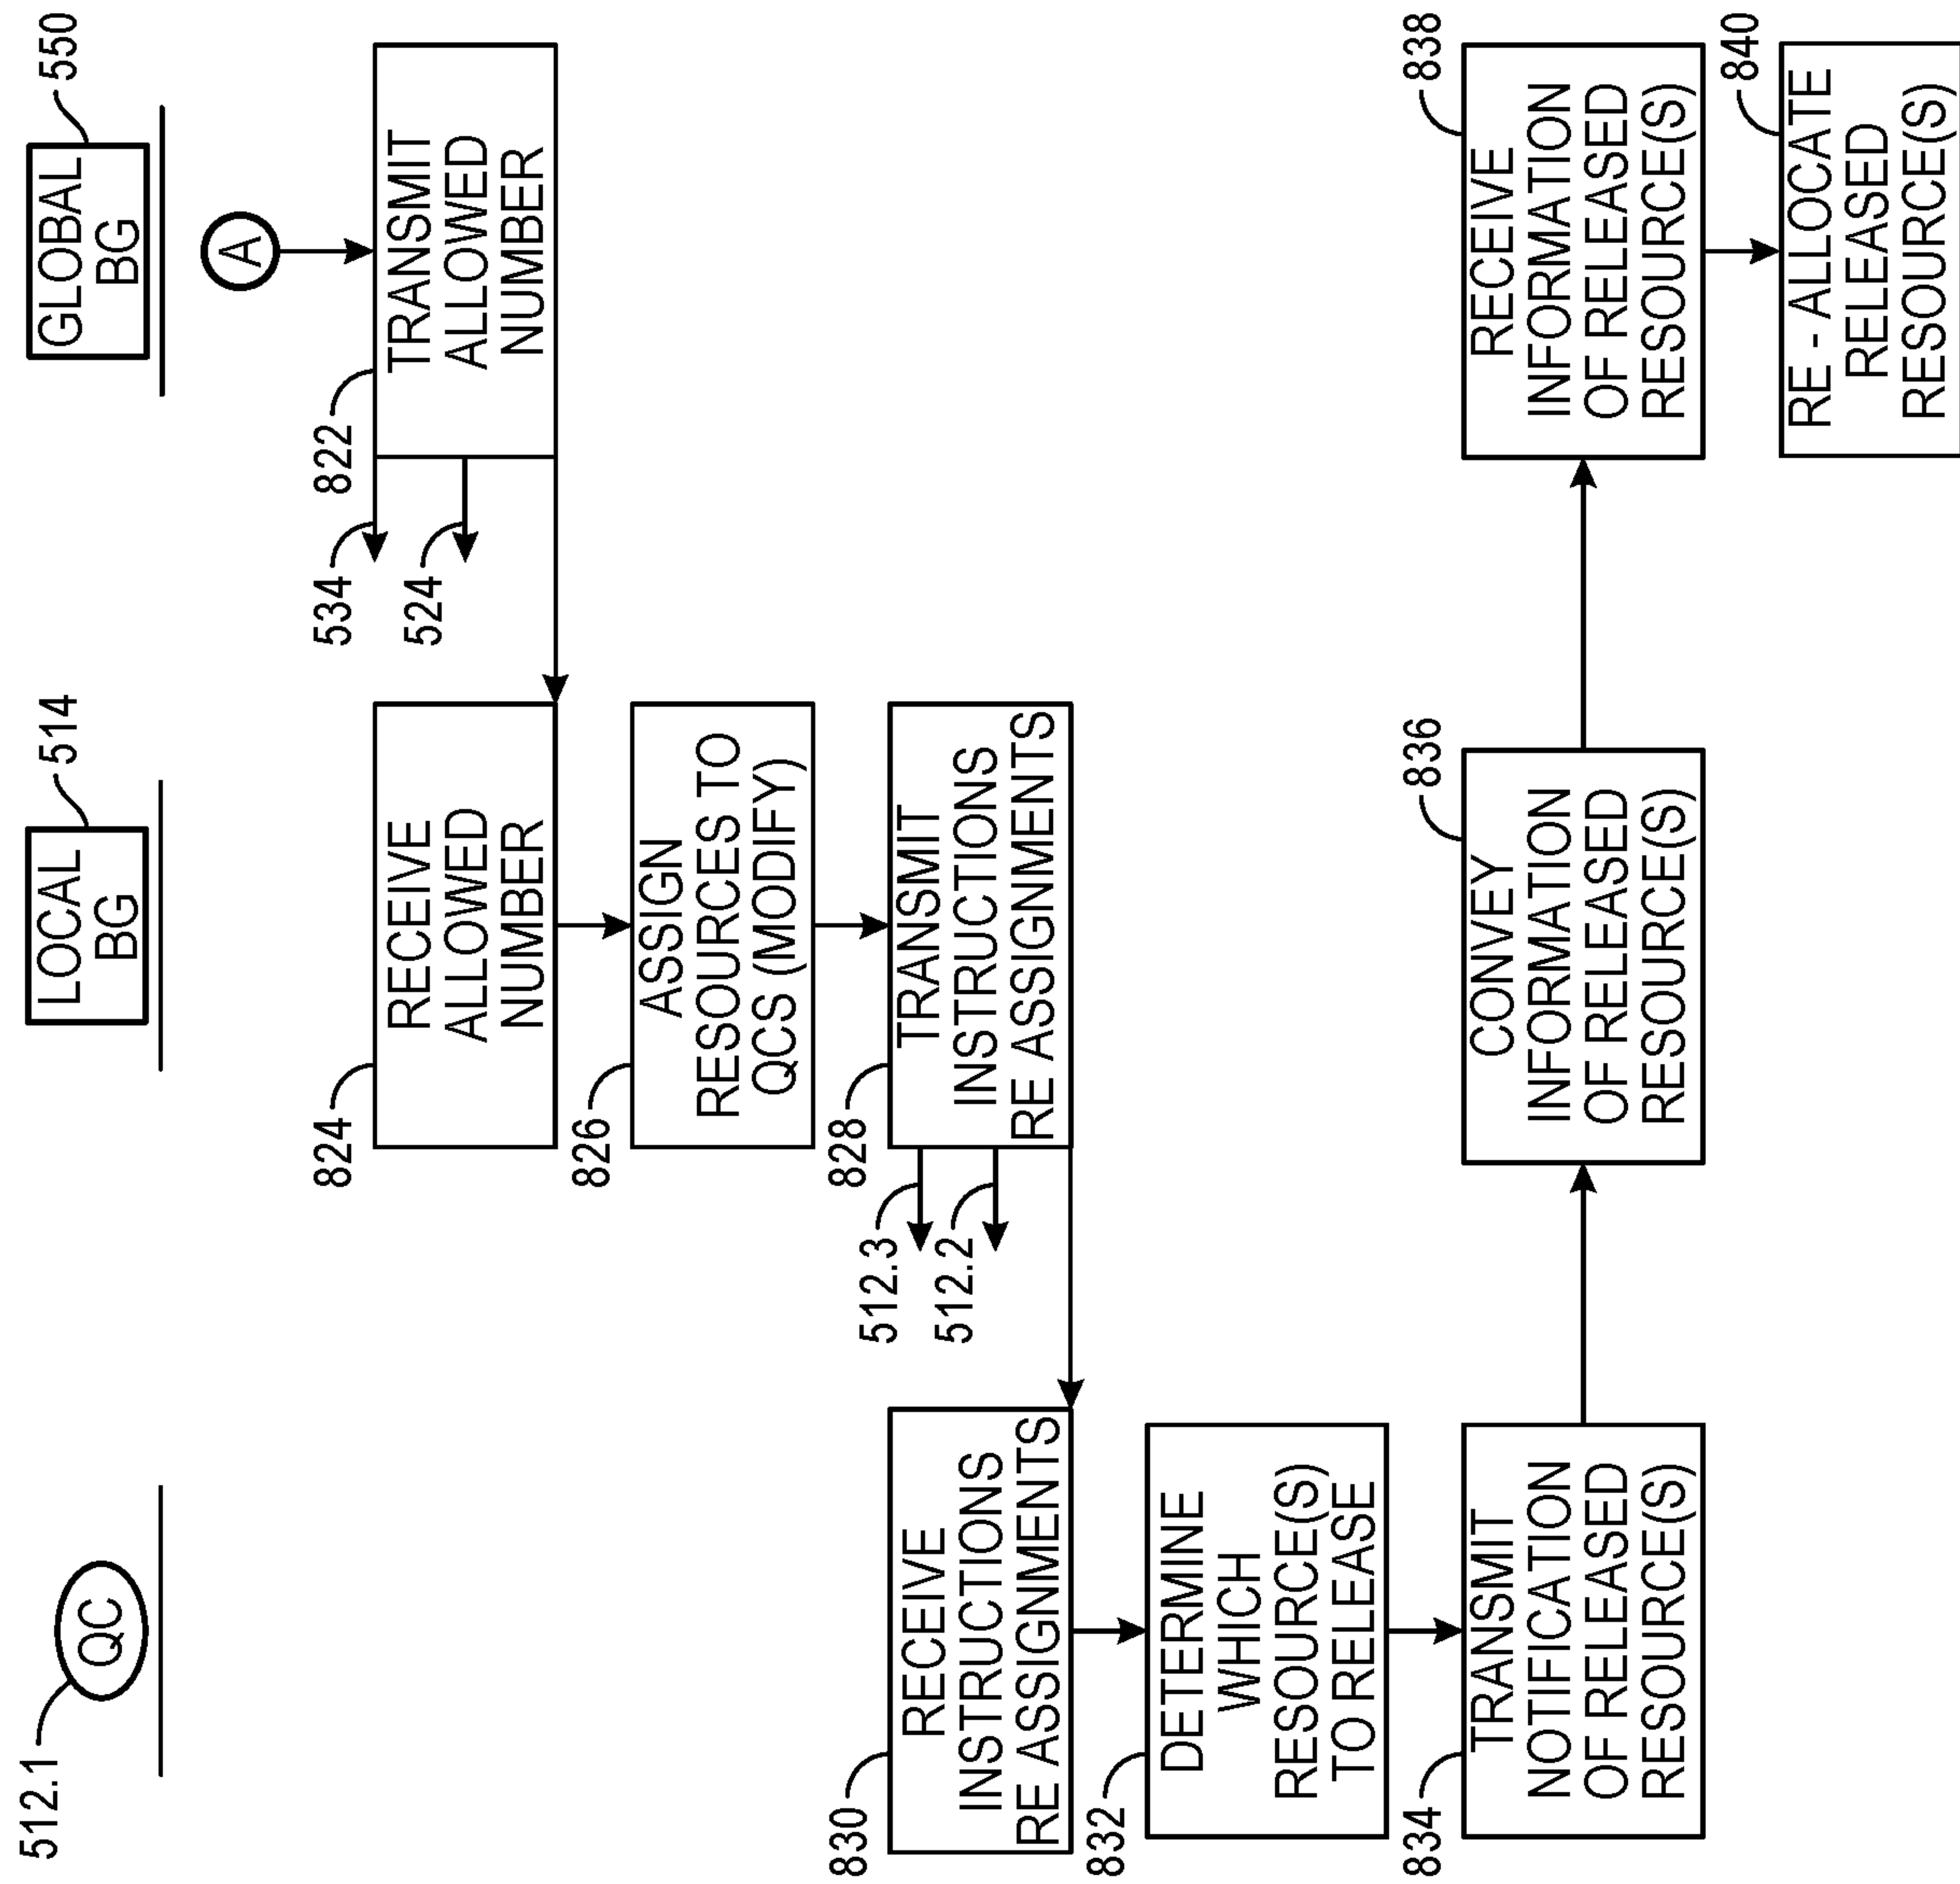 512.1
QC
LOCAL
BG
514
GLOBAL
BG
550
A
822
TRANSMIT
ALLOWED
NUMBER
534
524
824
RECEIVE
ALLOWED
NUMBER
826
ASSIGN
RESOURCES TO
QCS (MODIFY)
828
TRANSMIT
INSTRUCTIONS
RE ASSIGNMENTS
512.3
512.2
830
RECEIVE
INSTRUCTIONS
RE ASSIGNMENTS
832
DETERMINE
WHICH
RESOURCE(S)
TO RELEASE
834
TRANSMIT
NOTIFICATION
OF RELEASED
RESOURCE(S)
836
CONVEY
INFORMATION
OF RELEASED
RESOURCE(S)
838
RECEIVE
INFORMATION
OF RELEASED
RESOURCE(S)
840
RE - ALLOCATE
RELEASED
RESOURCE(S)